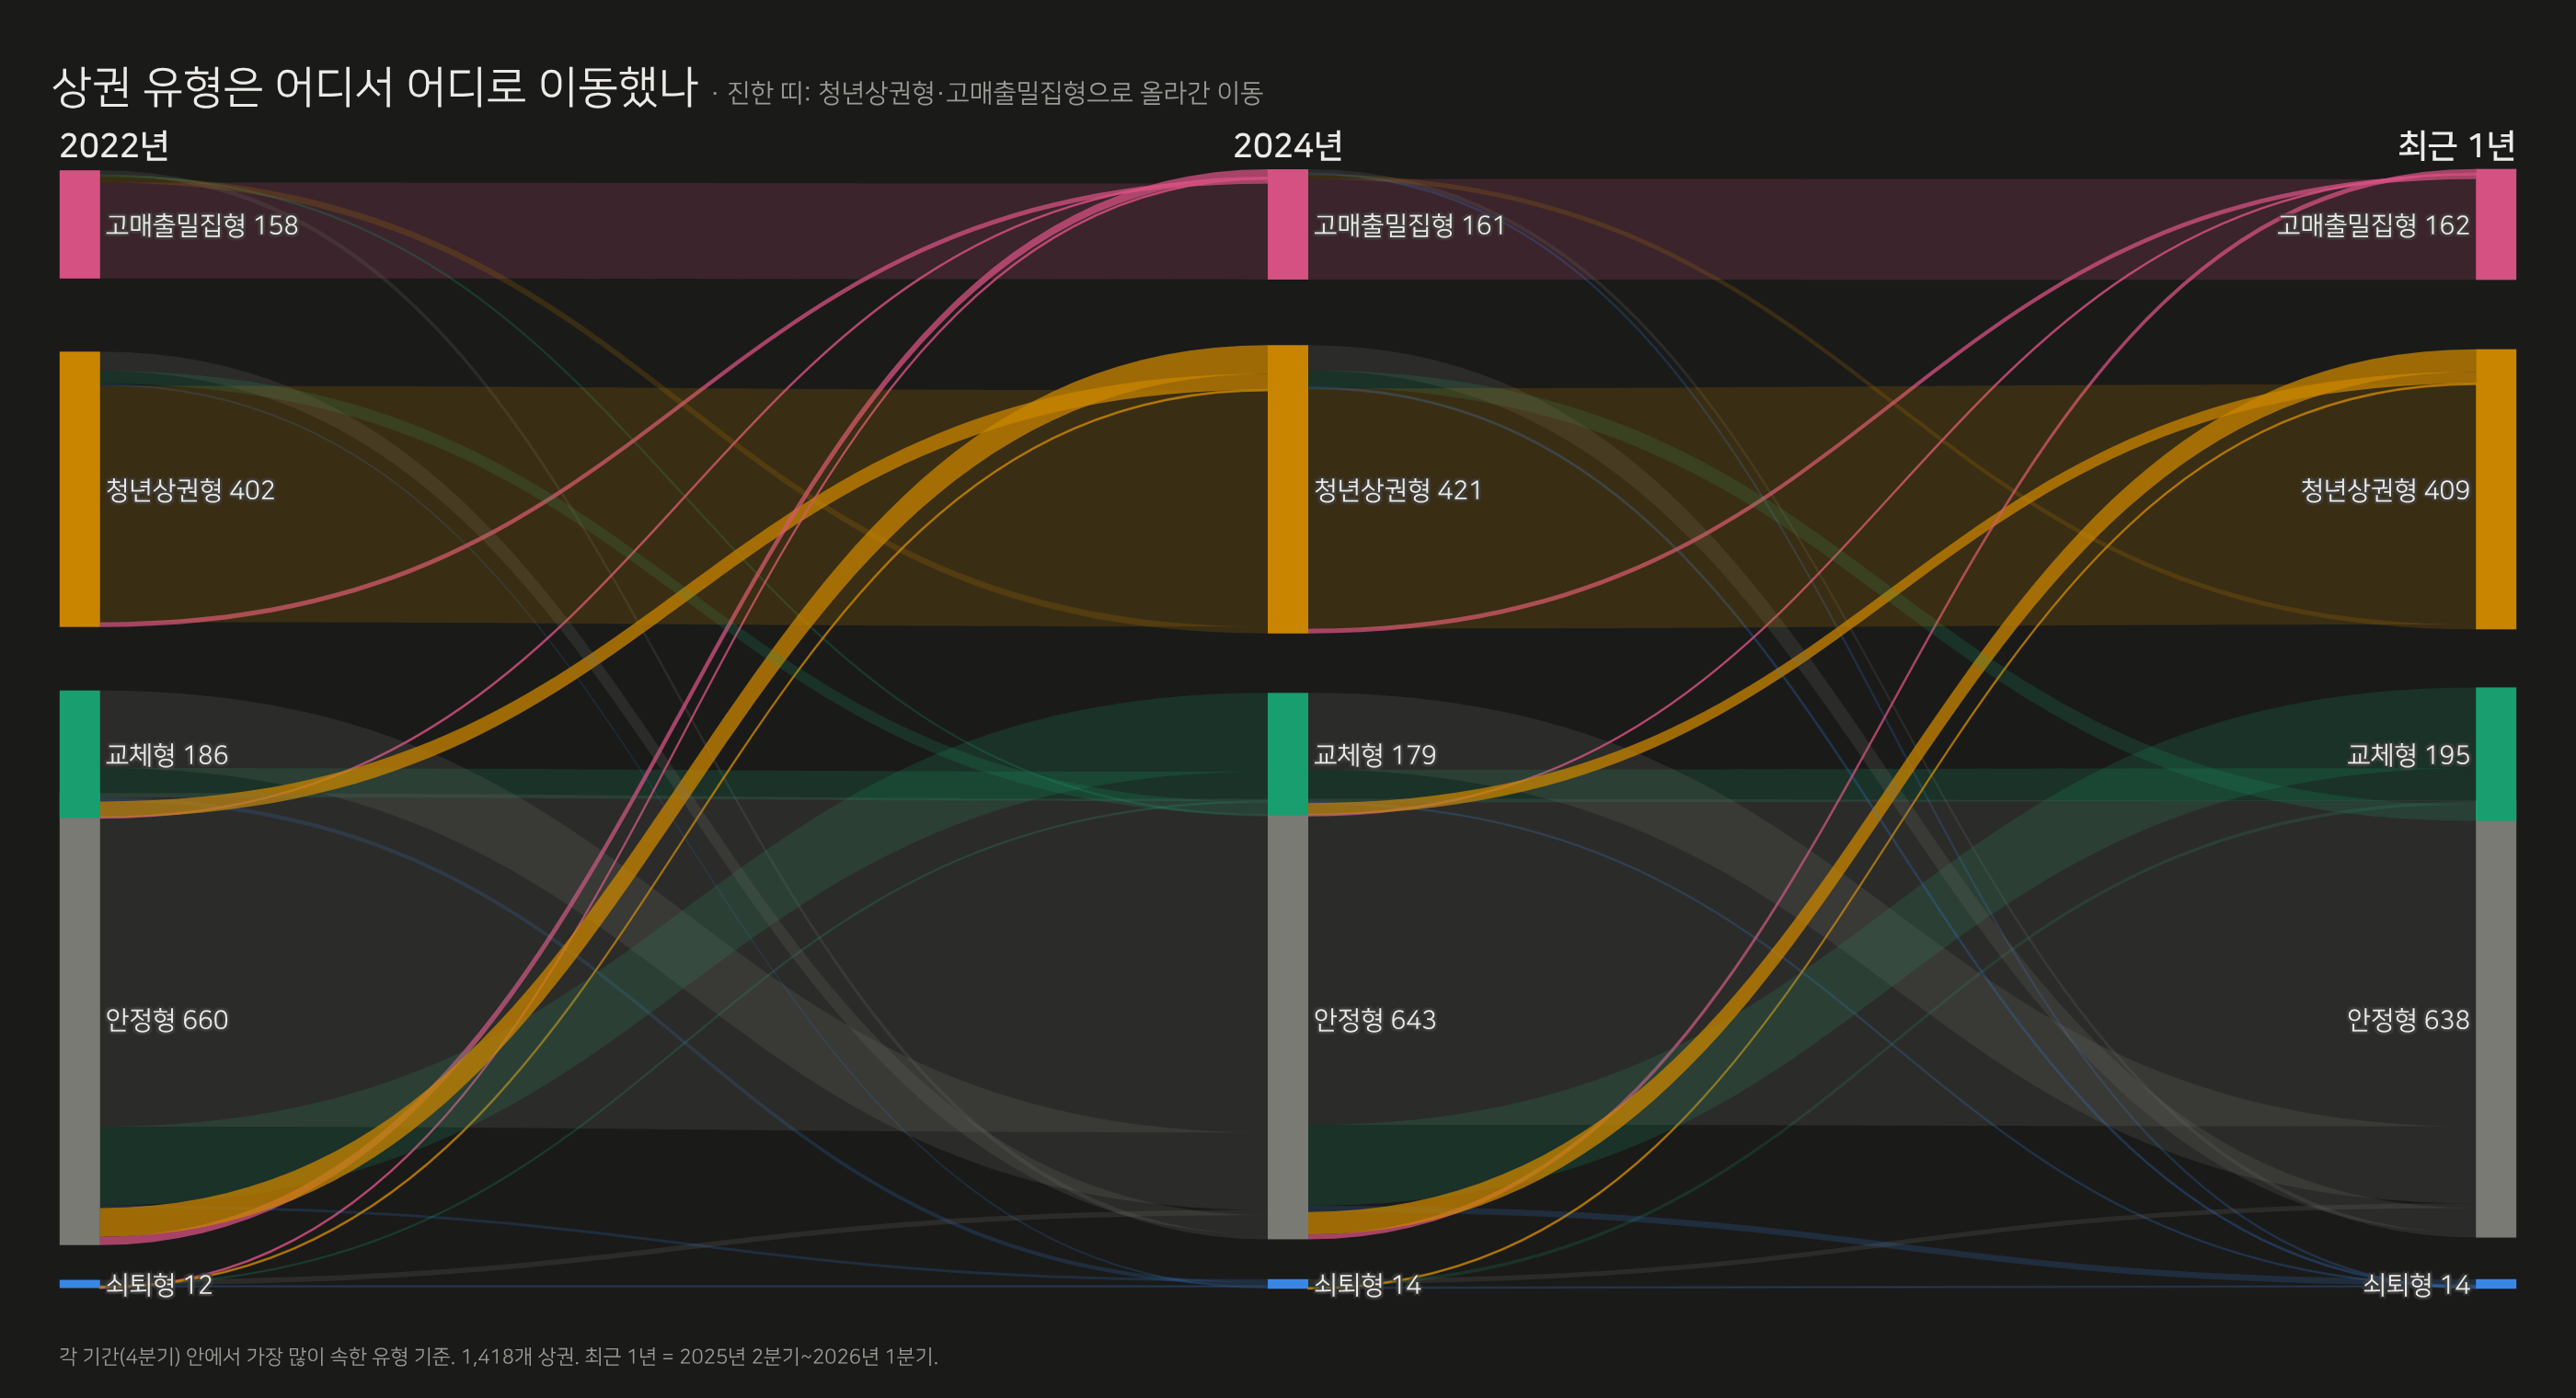 상권 유형은 어디서 어디로 이동했나 · 진한 띠: 청년상권형·고매출밀집형으로 올라간 이동
2022년 2024년 최근 1년
고매출밀집형 158 고매출밀집형 161 고매출밀집형 162
청년상권형 402 청년상권형 421 청년상권형 409
교체형 186 교체형 179 교체형 195
안정형 660 안정형 643 안정형 638
쇠퇴형 12 쇠퇴형 14 쇠퇴형 14
각 기간(4분기) 안에서 가장 많이 속한 유형 기준. 1,418개 상권. 최근 1년 = 2025년 2분기~2026년 1분기.